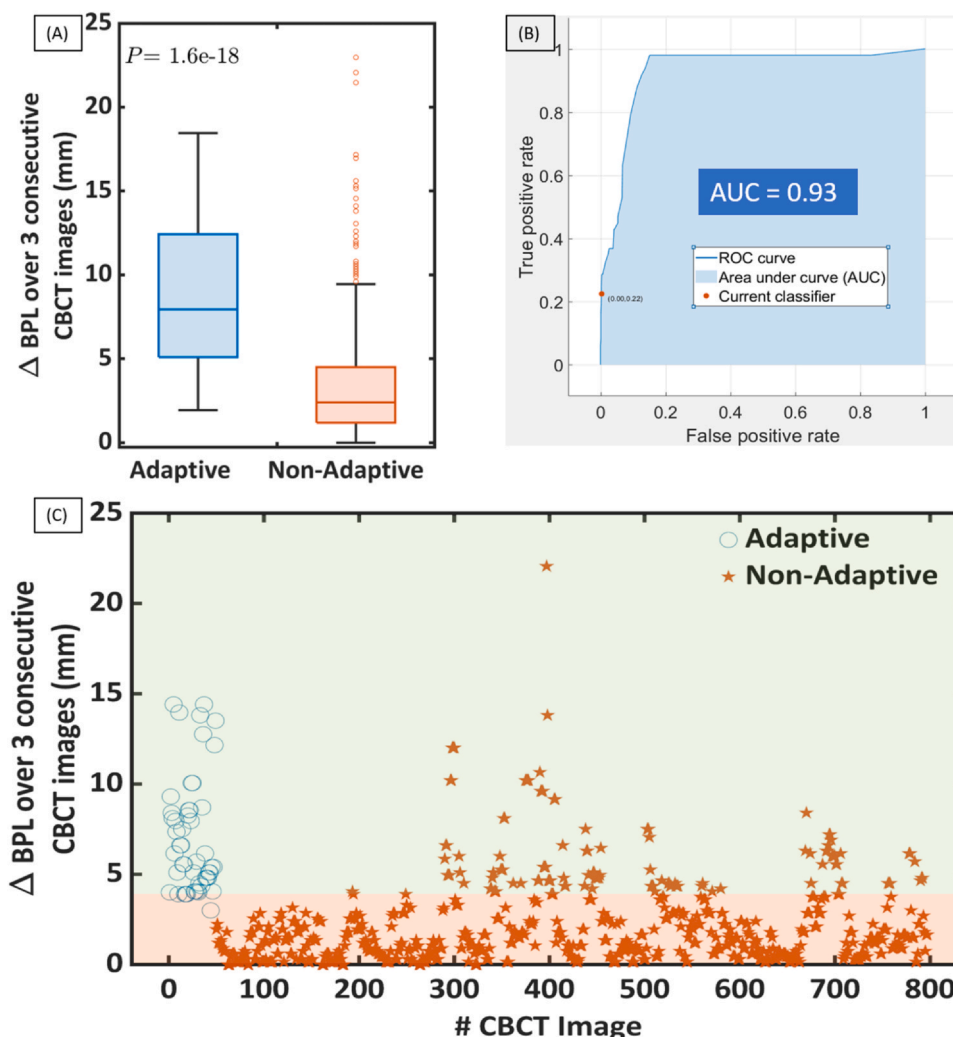 (A)
P= 1.6e-18
Δ BPL over 3 consecutive
CBCT images (mm)
25
20
15
10
5
0
Adaptive
Non-Adaptive
(B)
True positive rate
1
0.8
0.6
0.4
0.2
0
AUC = 0.93
ROC curve
Area under curve (AUC)
Current classifier
(0.00,0.22)
0
0.2
0.4
0.6
0.8
1
False positive rate
(C)
Δ BPL over 3 consecutive
CBCT images (mm)
25
20
15
10
5
0
Adaptive
Non-Adaptive
0
100
200
300
400
500
600
700
800
# CBCT Image